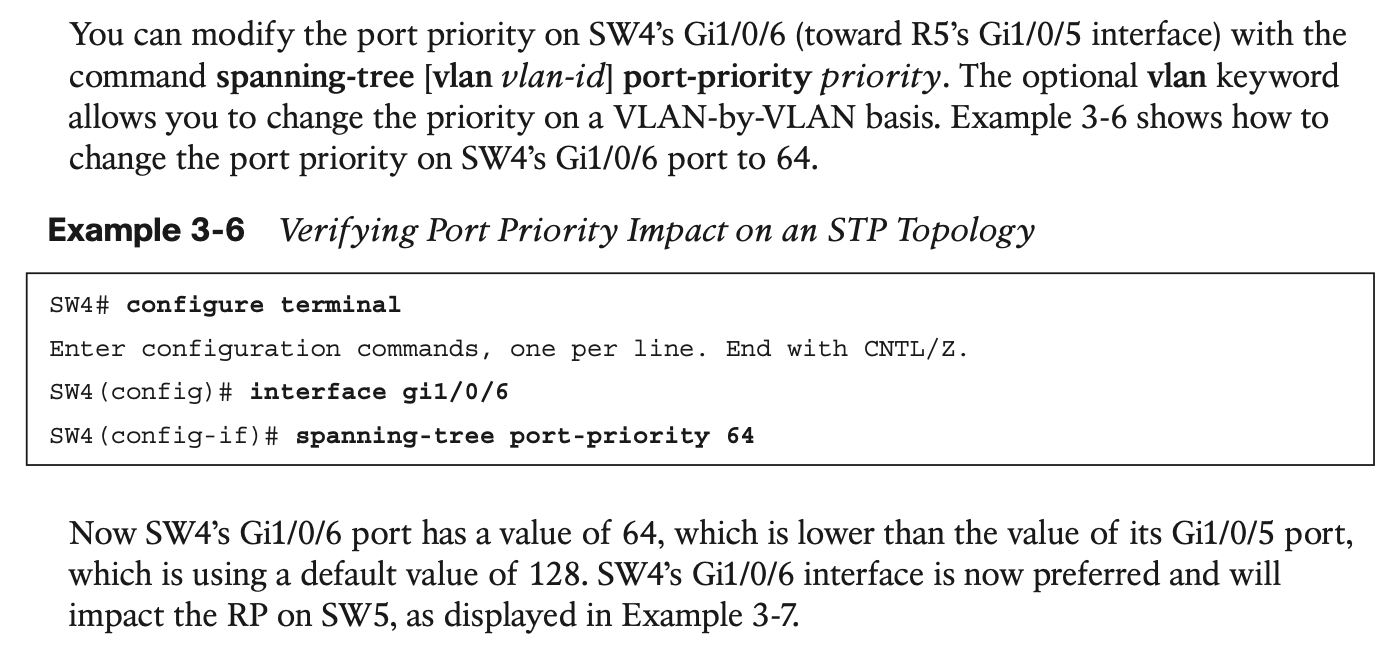 You can modify the port priority on SW4’s Gi1/0/6 (toward R5’s Gi1/0/5 interface) with the
command spanning-tree [vlan vlan-id] port-priority priority. The optional vlan keyword
allows you to change the priority on a VLAN-by-VLAN basis. Example 3-6 shows how to
change the port priority on SW4’s Gi1/0/6 port to 64.
Example 3-6 Verifying Port Priority Impact on an STP Topology
SW4# configure terminal
Enter configuration commands, one per line. End with CNTL/Z.
SW4(config)# interface gi1/0/6
SW4(config-if)# spanning-tree port-priority 64
Now SW4’s Gi1/0/6 port has a value of 64, which is lower than the value of its Gi1/0/5 port,
which is using a default value of 128. SW4’s Gi1/0/6 interface is now preferred and will
impact the RP on SW5, as displayed in Example 3-7.